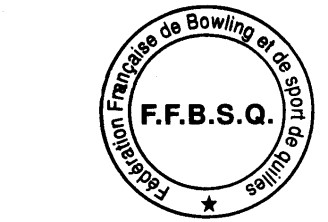 Fédération Française de Bowling et de sport de quilles
F.F.B.S.Q.